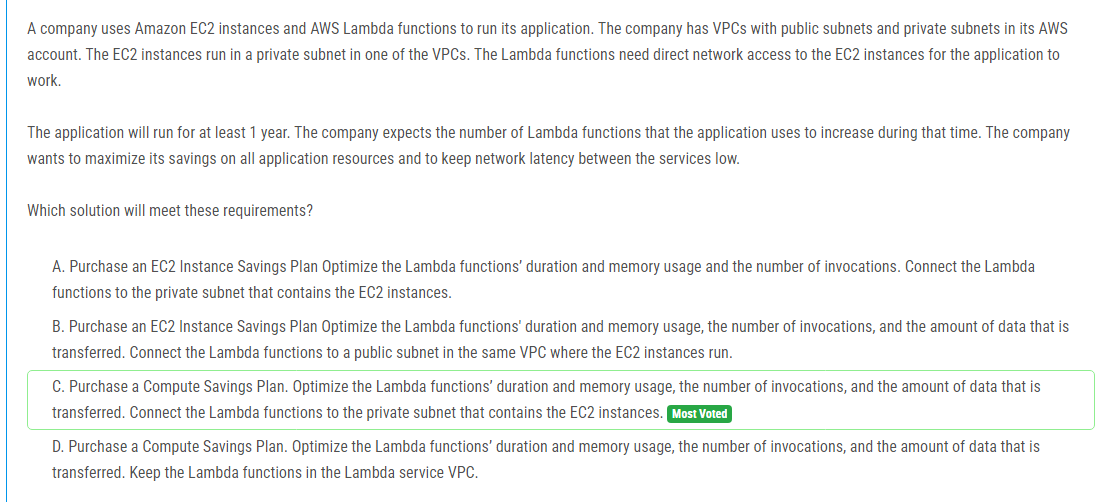 A company uses Amazon EC2 instances and AWS Lambda functions to run its application. The company has VPCs with public subnets and private subnets in its AWS
account. The EC2 instances run in a private subnet in one of the VPCs. The Lambda functions need direct network access to the EC2 instances for the application to
work.
The application will run for at least 1 year. The company expects the number of Lambda functions that the application uses to increase during that time. The company
wants to maximize its savings on all application resources and to keep network latency between the services low.
Which solution will meet these requirements?
A. Purchase an EC2 Instance Savings Plan Optimize the Lambda functions’ duration and memory usage and the number of invocations. Connect the Lambda
functions to the private subnet that contains the EC2 instances.
B. Purchase an EC2 Instance Savings Plan Optimize the Lambda functions' duration and memory usage, the number of invocations, and the amount of data that is
transferred. Connect the Lambda functions to a public subnet in the same VPC where the EC2 instances run.
C. Purchase a Compute Savings Plan. Optimize the Lambda functions’ duration and memory usage, the number of invocations, and the amount of data that is
transferred. Connect the Lambda functions to the private subnet that contains the EC2 instances. Most Voted
D. Purchase a Compute Savings Plan. Optimize the Lambda functions’ duration and memory usage, the number of invocations, and the amount of data that is
transferred. Keep the Lambda functions in the Lambda service VPC.